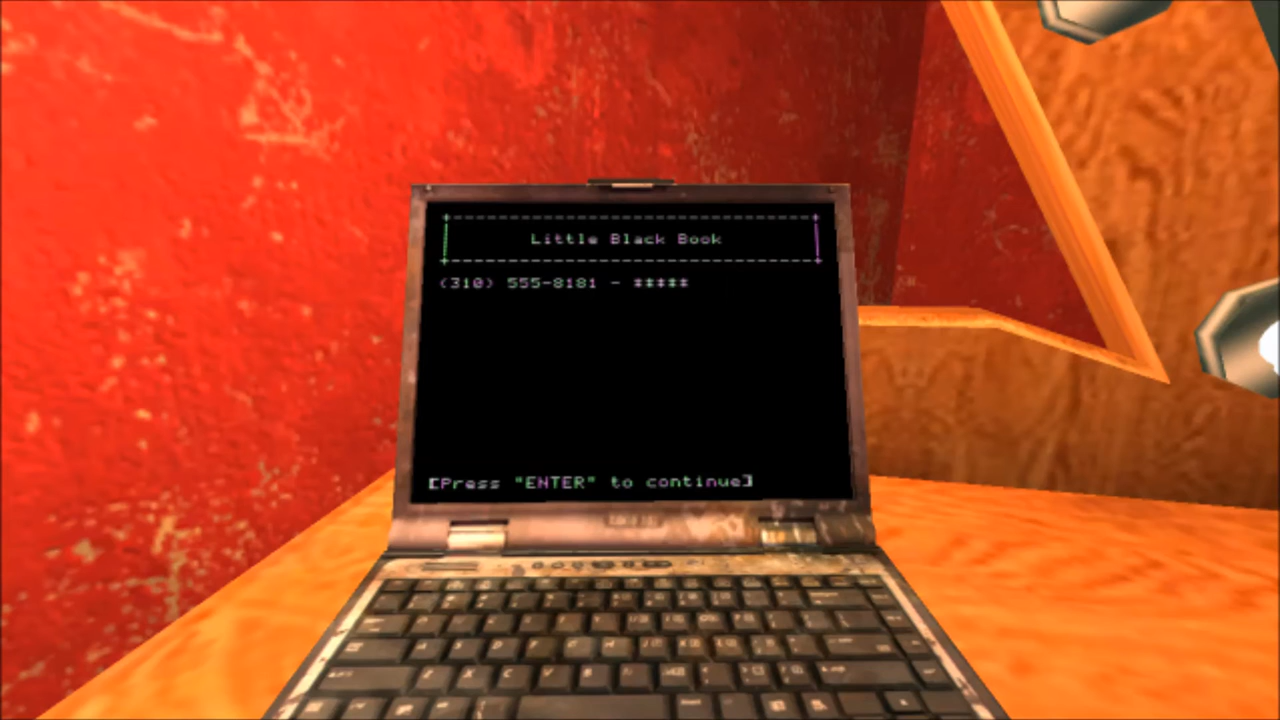 Little Black Book
(310) 555-8181 - *****
[Press "ENTER" to continue]